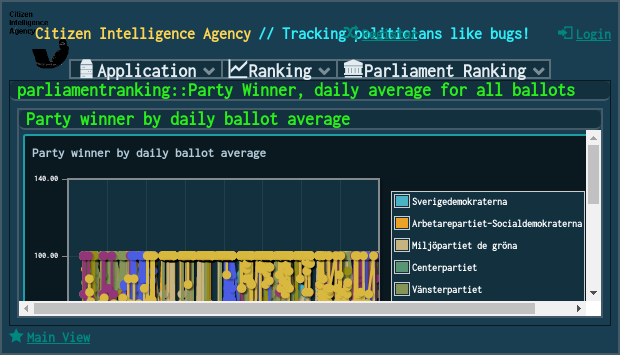 Citizen
Intelligence
Agency
Citizen Intelligence Agency // Tracking politicians like bugs!
Login
Application
Ranking
Parliament Ranking
parliamentranking::Party Winner, daily average for all ballots
Party winner by daily ballot average
Party winner by daily ballot average
140.00
100.00
Sverigedemokraterna
Arbetarepartiet-Socialdemokraterna
Miljöpartiet de gröna
Centerpartiet
Vänsterpartiet
Main View